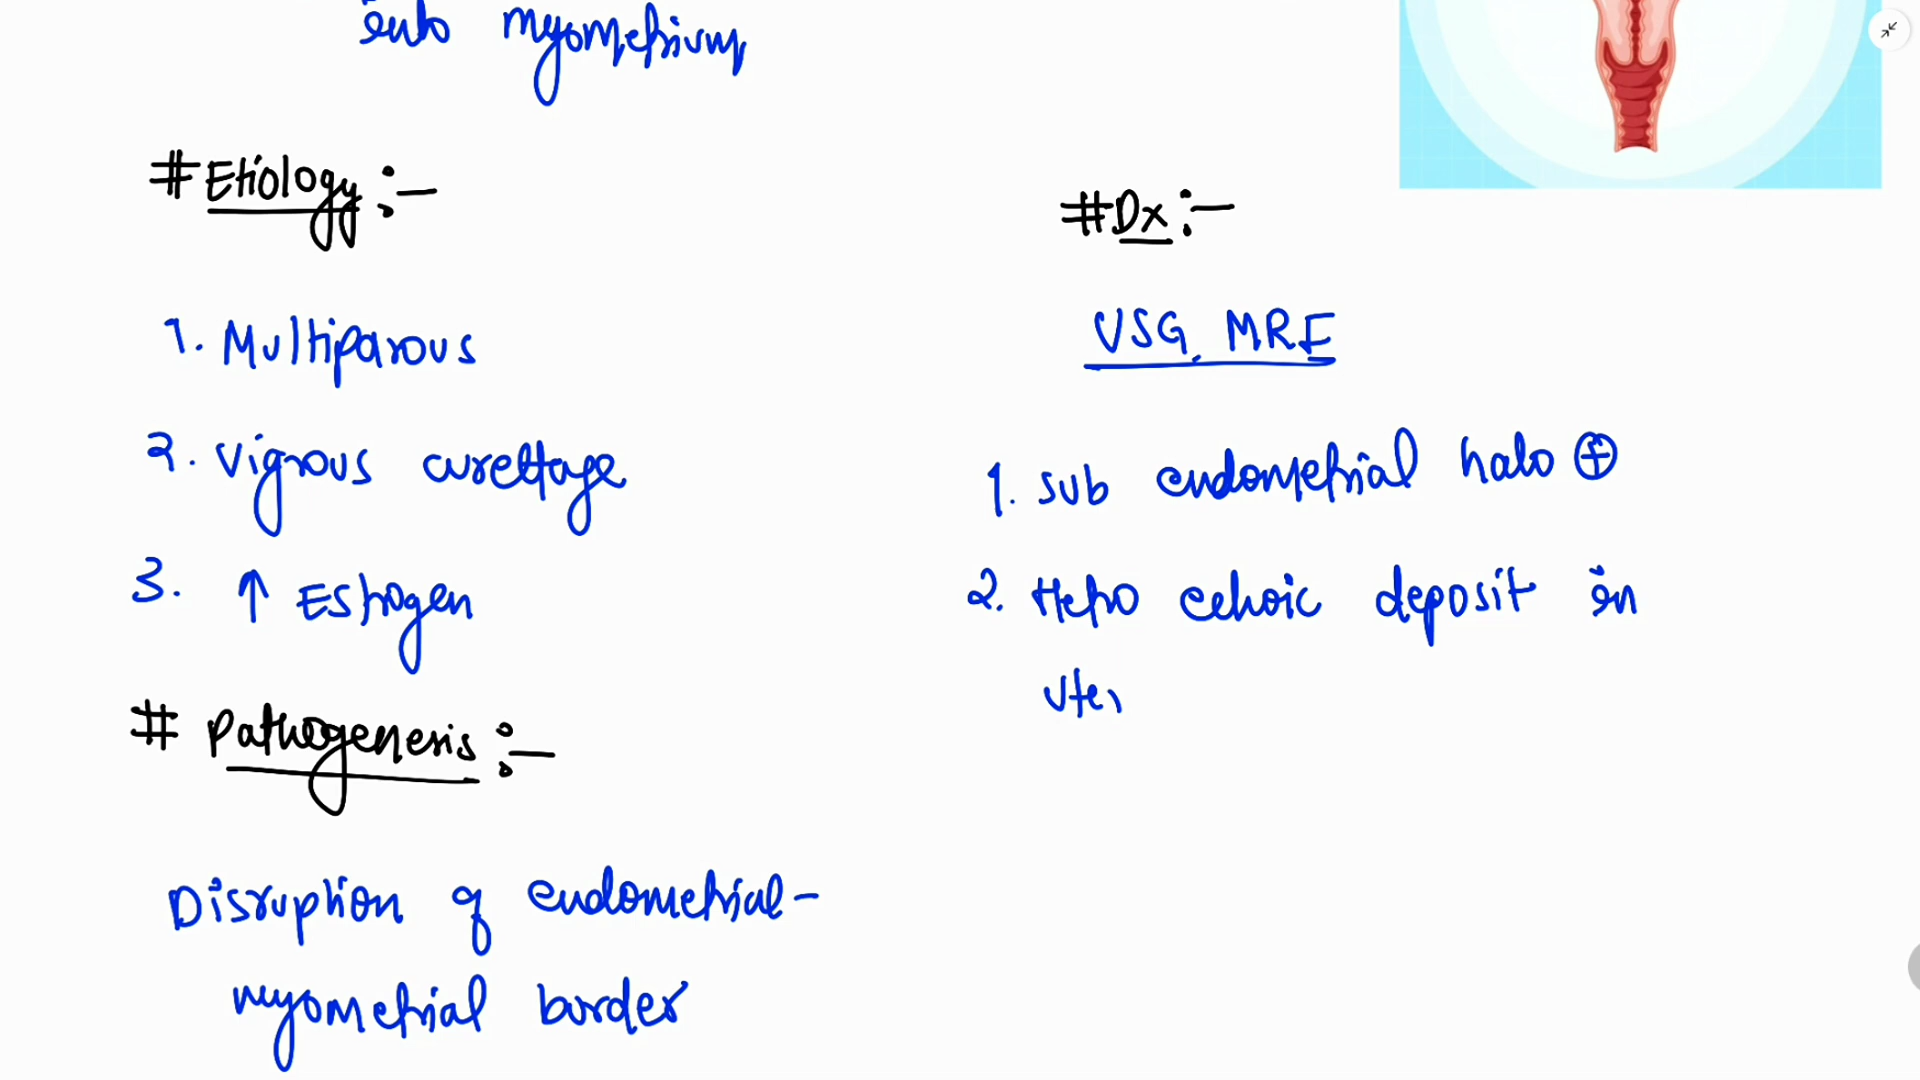 into myometrium
# Etiology :-
1. Multiparous
2. Vigrous curettage
3. ↑ Estrogen
# Pathogenesis :-
Disruption of endometrial-
myometrial border
# Dx :-
USG, MRI
1. Sub endometrial halo ⊕
2. Hetro echoic deposit in
Uter